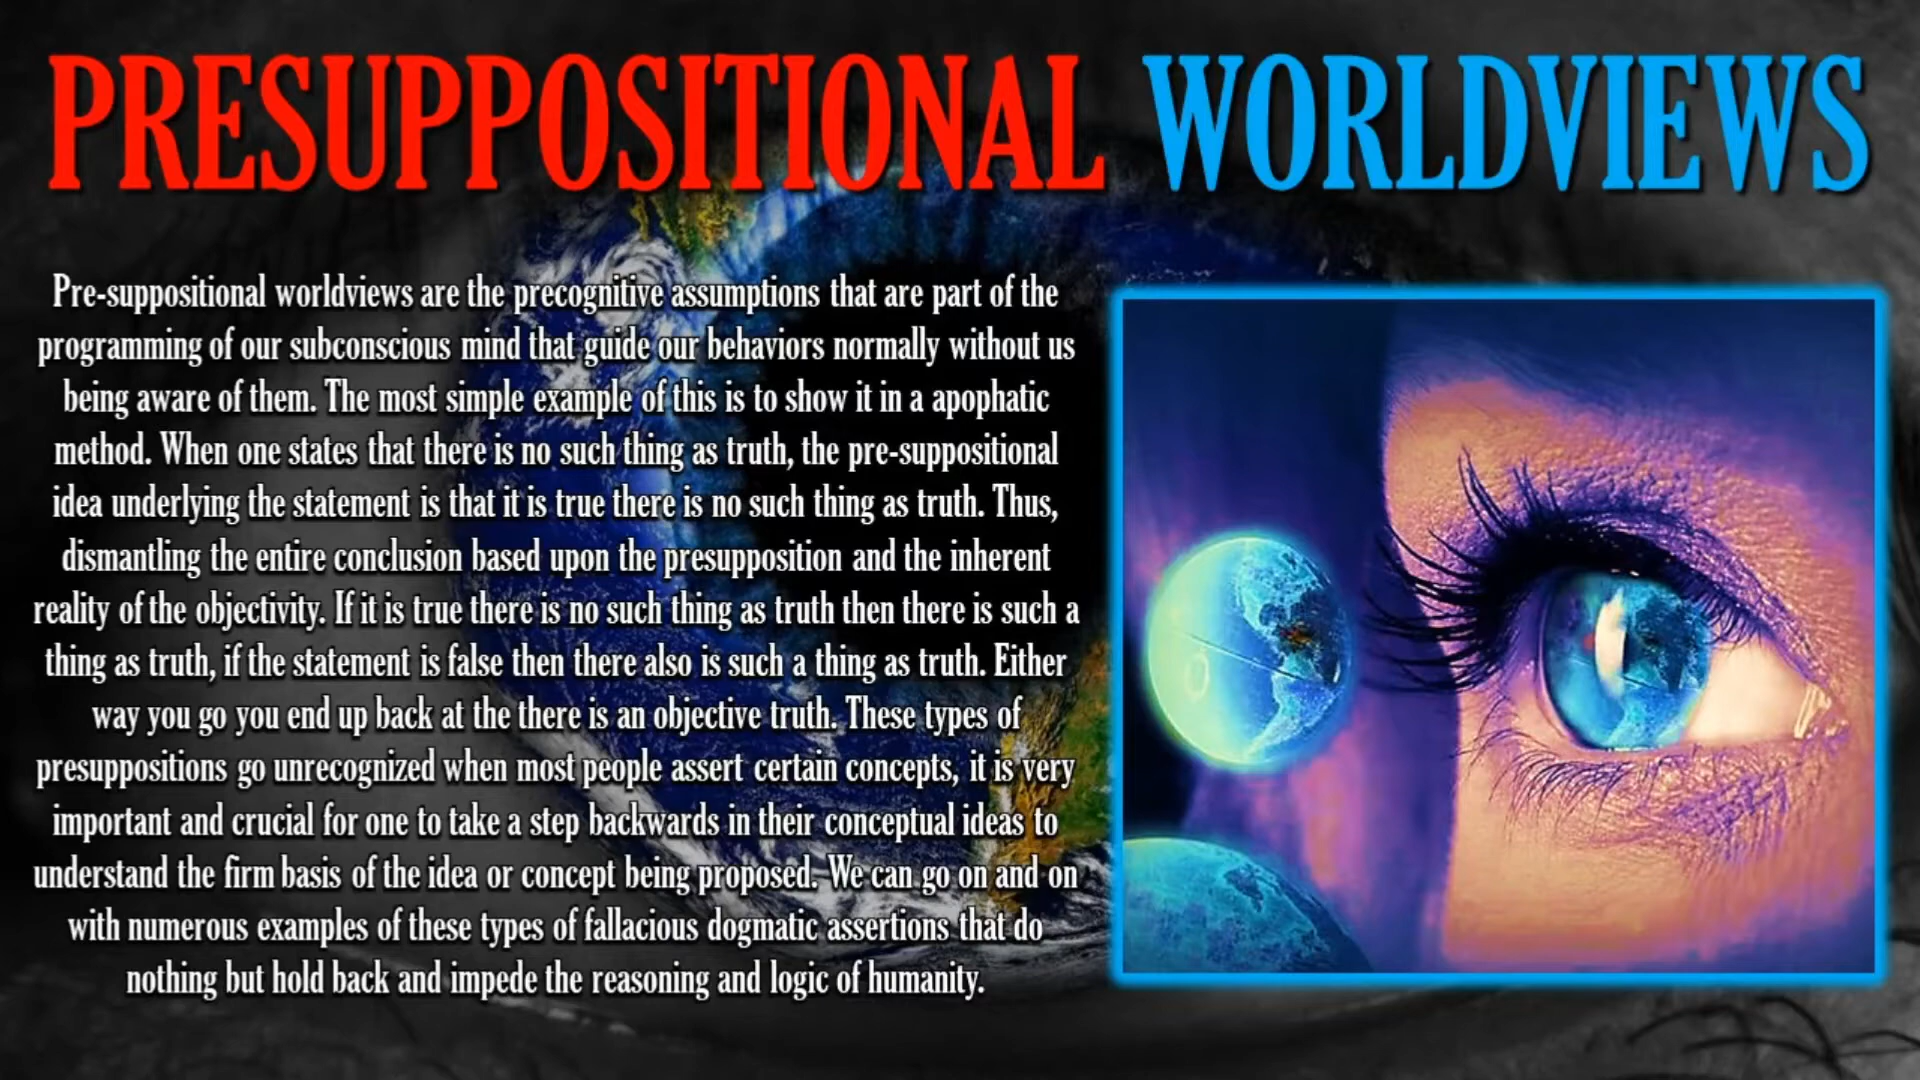 PRESUPPOSITIONAL WORLDVIEWS
Pre-suppositional worldviews are the precognitive assumptions that are part of the
programming of our subconscious mind that guide our behaviors normally without us
being aware of them. The most simple example of this is to show it in a apophatic
method. When one states that there is no such thing as truth, the pre-suppositional
idea underlying the statement is that it is true there is no such thing as truth. Thus,
dismantling the entire conclusion based upon the presupposition and the inherent
reality of the objectivity. If it is true there is no such thing as truth then there is such a
thing as truth, if the statement is false then there also is such a thing as truth. Either
way you go you end up back at the there is an objective truth. These types of
presuppositions go unrecognized when most people assert certain concepts, it is very
important and crucial for one to take a step backwards in their conceptual ideas to
understand the firm basis of the idea or concept being proposed. We can go on and on
with numerous examples of these types of fallacious dogmatic assertions that do
nothing but hold back and impede the reasoning and logic of humanity.